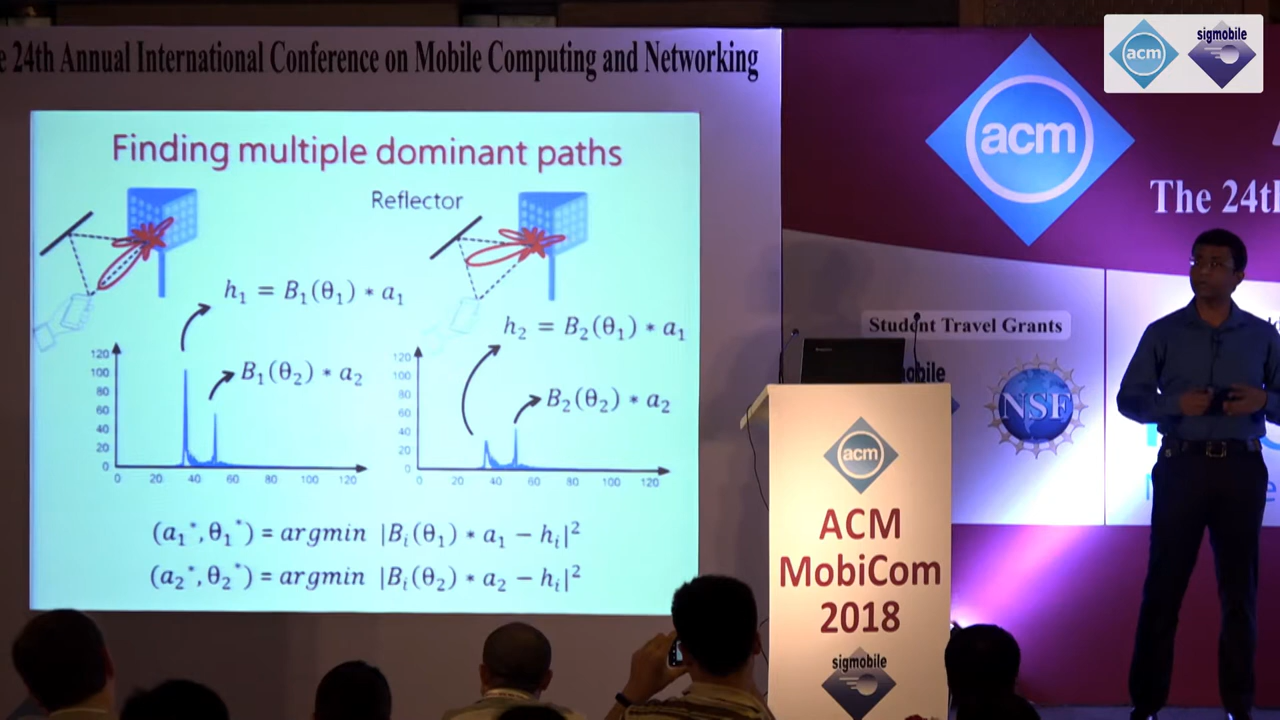 e 24th Annual International Conference on Mobile Computing and Networking
acm
sigmobile
Finding multiple dominant paths
Reflector
h₁ = B₁(θ₁) * a₁
B₁(θ₂) * a₂
h₂ = B₂(θ₁) * a₁
B₂(θ₂) * a₂
120
100
80
60
40
20
0
0 20 40 60 80 100 120
120
100
80
60
40
20
0
0 20 40 60 80 100 120
(a₁*, θ₁*) = argmin |Bᵢ(θ₁) * a₁ − hᵢ|²
(a₂*, θ₂*) = argmin |Bᵢ(θ₂) * a₂ − hᵢ|²
acm
The 24th
Student Travel Grants
obile
NSF
acm
ACM
MobiCom
2018
sigmobile